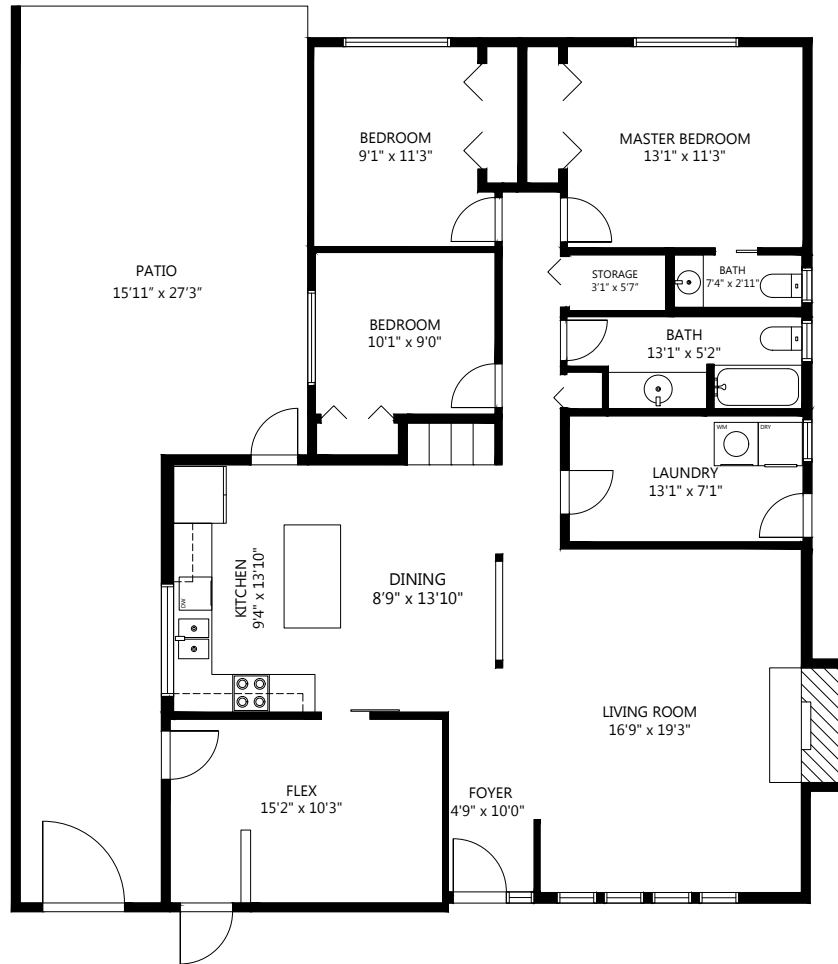 BEDROOM
9'1" x 11'3"
MASTER BEDROOM
13'1" x 11'3"
PATIO
15'11" x 27'3"
STORAGE
3'1" x 5'7"
BATH
7'4" x 2'11"
BEDROOM
10'1" x 9'0"
BATH
13'1" x 5'2"
WM
DRY
LAUNDRY
13'1" x 7'1"
KITCHEN
9'4" x 13'10"
DW
DINING
8'9" x 13'10"
LIVING ROOM
16'9" x 19'3"
FLEX
15'2" x 10'3"
FOYER
4'9" x 10'0"